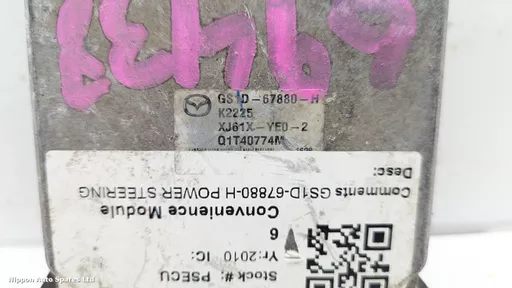 GS1D-67880-H
K2225
XJ61X-YE0-2
Q1T40774M
Stock#: PSECU
Yr:2010 IC:
6
Convenience Module
Comments GS1D-67880-H POWER STEERING
Desc:
Nippon Auto Spares Ltd